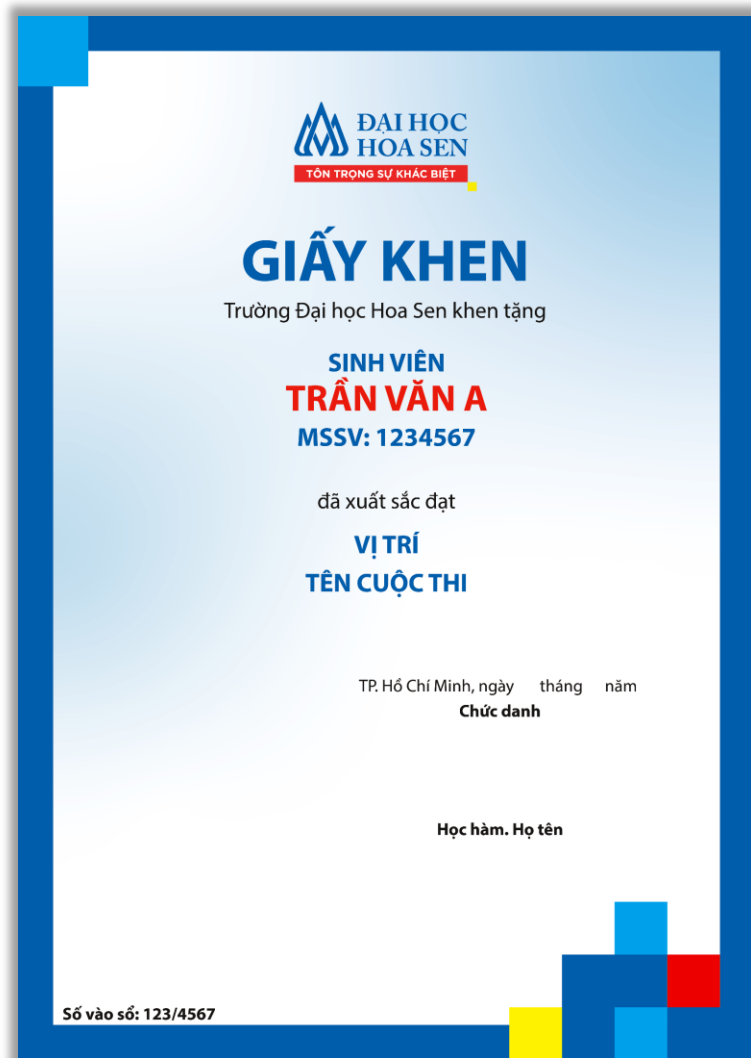 ĐẠI HỌC
HOA SEN
TÔN TRỌNG SỰ KHÁC BIỆT
GIẤY KHEN
Trường Đại học Hoa Sen khen tặng
SINH VIÊN
TRẦN VĂN A
MSSV: 1234567
đã xuất sắc đạt
VỊ TRÍ
TÊN CUỘC THI
TP. Hồ Chí Minh, ngày tháng năm
Chức danh
Học hàm. Họ tên
Số vào sổ: 123/4567